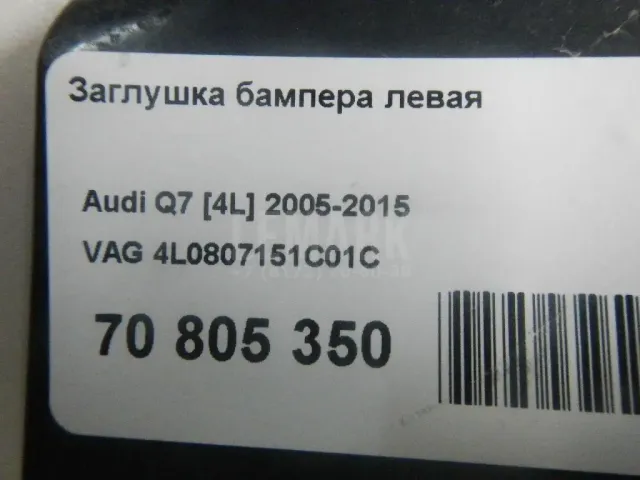 Заглушка бампера левая
Audi Q7 [4L] 2005-2015
VAG 4L0807151C01C
70 805 350